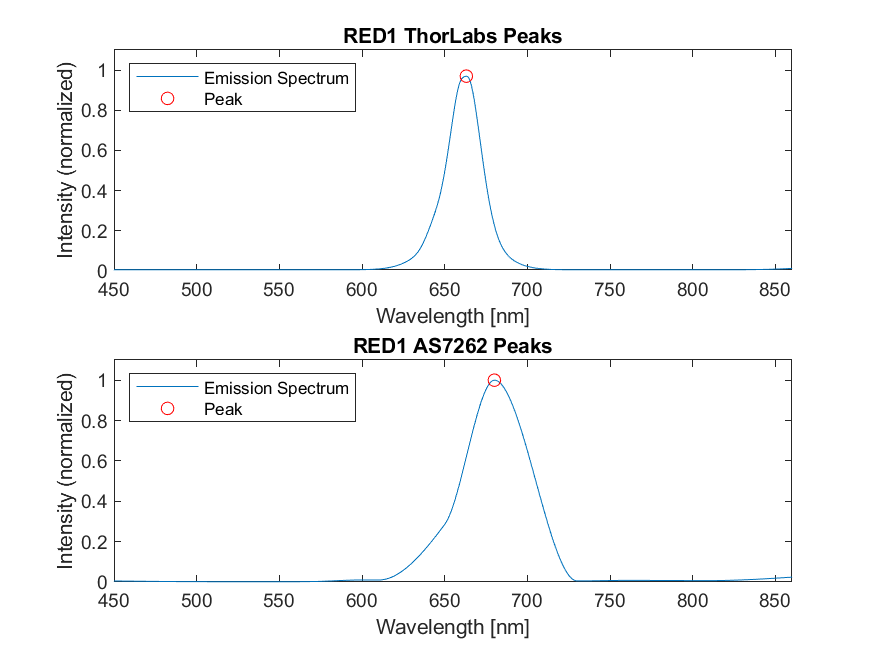 RED1 ThorLabs Peaks
Intensity (normalized)
1
0.8
0.6
0.4
0.2
0
Emission Spectrum
Peak
450 500 550 600 650 700 750 800 850
Wavelength [nm]
RED1 AS7262 Peaks
Intensity (normalized)
1
0.8
0.6
0.4
0.2
0
Emission Spectrum
Peak
450 500 550 600 650 700 750 800 850
Wavelength [nm]